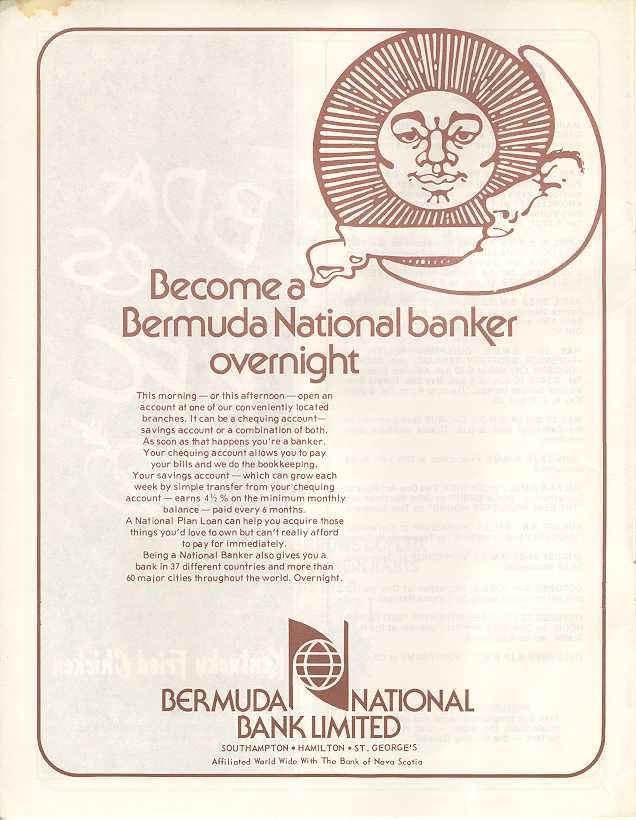 Become a
Bermuda National banker
overnight
This morning — or this afternoon — open an
account at one of our conveniently located
branches. It can be a chequing account—
savings account or a combination of both.
As soon as that happens you're a banker.
Your chequing account allows you to pay
your bills and we do the bookkeeping.
Your savings account — which can grow each
week by simple transfer from your chequing
account — earns 4½ % on the minimum monthly
balance — paid every 6 months.
A National Plan Loan can help you acquire those
things you'd love to own but can't really afford
to pay for immediately.
Being a National Banker also gives you a
bank in 37 different countries and more than
60 major cities throughout the world. Overnight.
Kentucky Fried Chicken
BERMUDA NATIONAL
BANK LIMITED
SOUTHAMPTON • HAMILTON • ST. GEORGE'S
Affiliated World Wide With The Bank of Nova Scotia